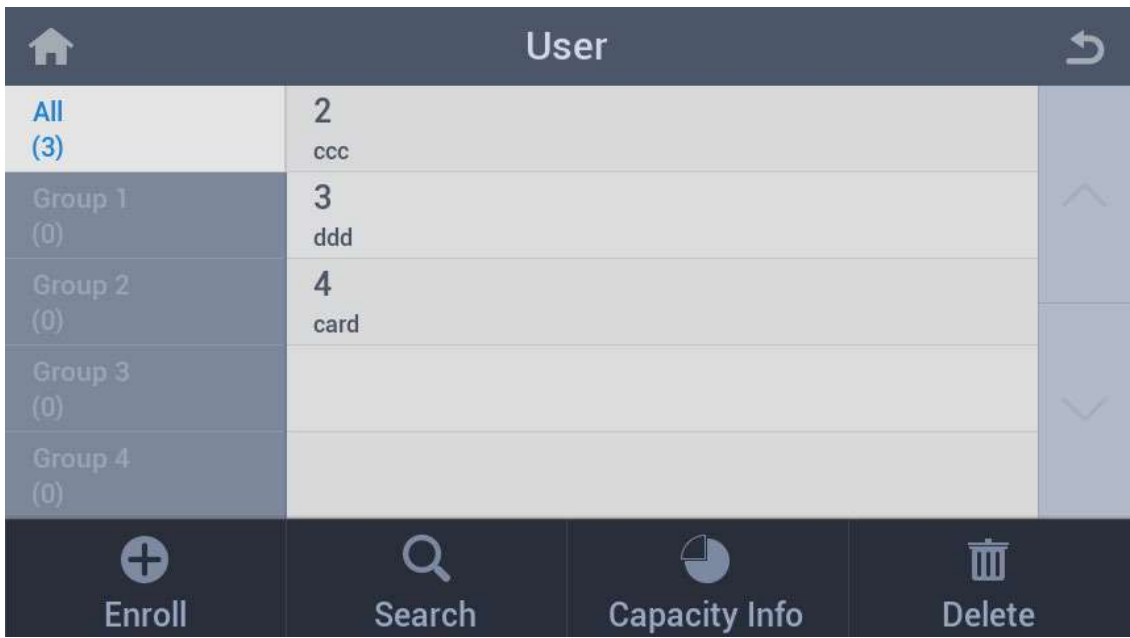 User
All
(3)
Group 1
(0)
Group 2
(0)
Group 3
(0)
Group 4
(0)
2
ccc
3
ddd
4
card
Enroll
Search
Capacity Info
Delete